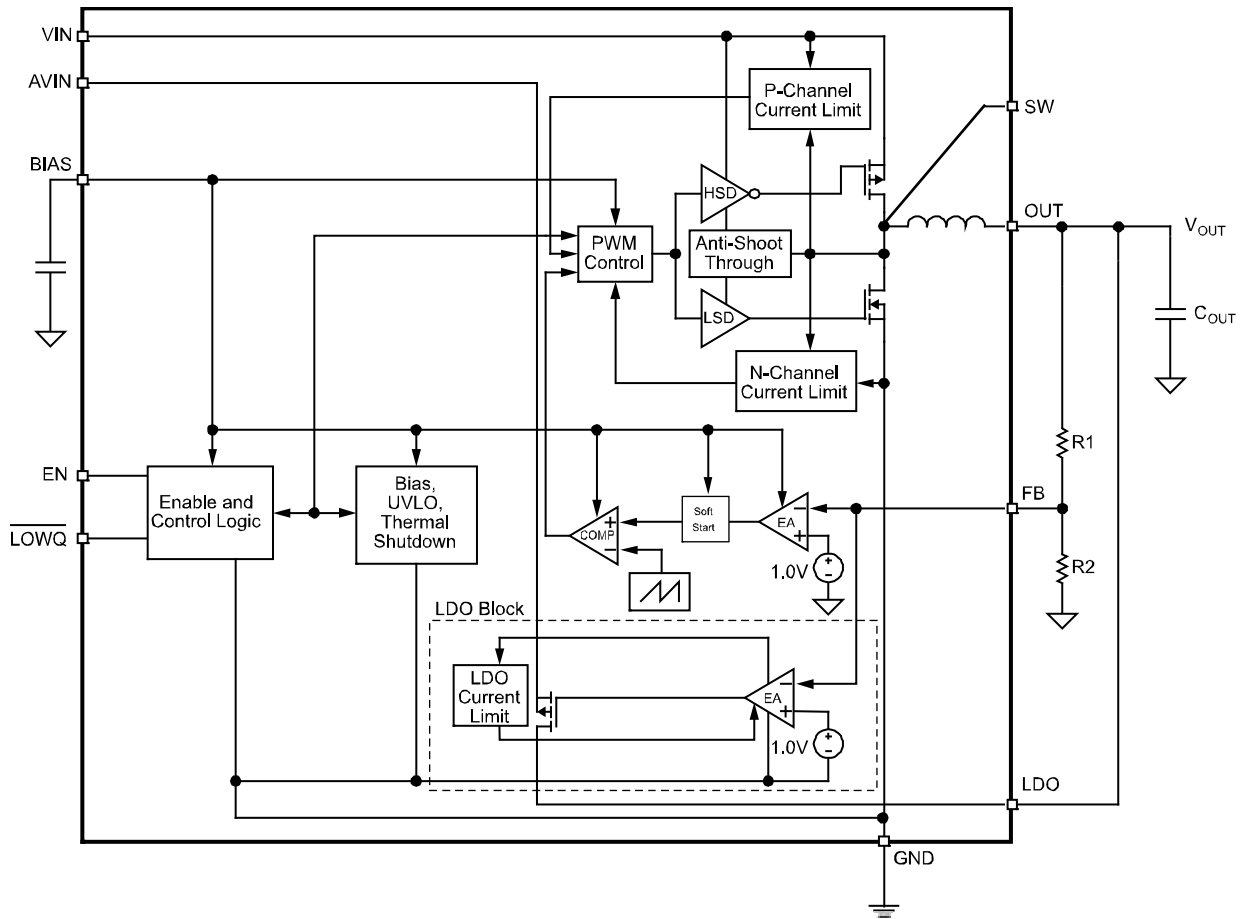 VIN
AVIN
P-Channel
Current Limit
SW
BIAS
HSD
OUT
VOUT
PWM
Control
Anti-Shoot
Through
LSD
COUT
N-Channel
Current Limit
R1
EN
Enable and
Control Logic
LOWQ
Bias,
UVLO,
Thermal
Shutdown
COMP
+
−
Soft
Start
EA
−
+
FB
1.0V
+
−
R2
LDO Block
LDO
Current
Limit
EA
−
+
1.0V
+
−
LDO
GND